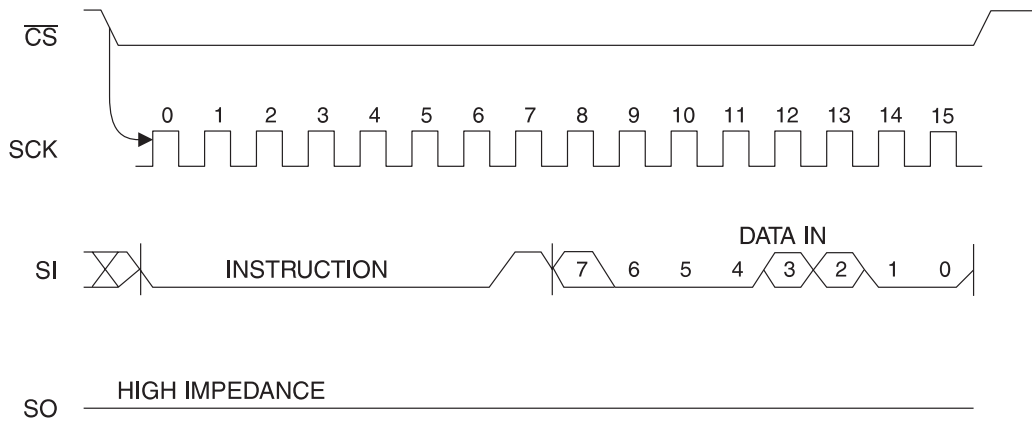 CS
0 1 2 3 4 5 6 7 8 9 10 11 12 13 14 15
SCK
DATA IN
SI INSTRUCTION 7 6 5 4 3 2 1 0
HIGH IMPEDANCE
SO